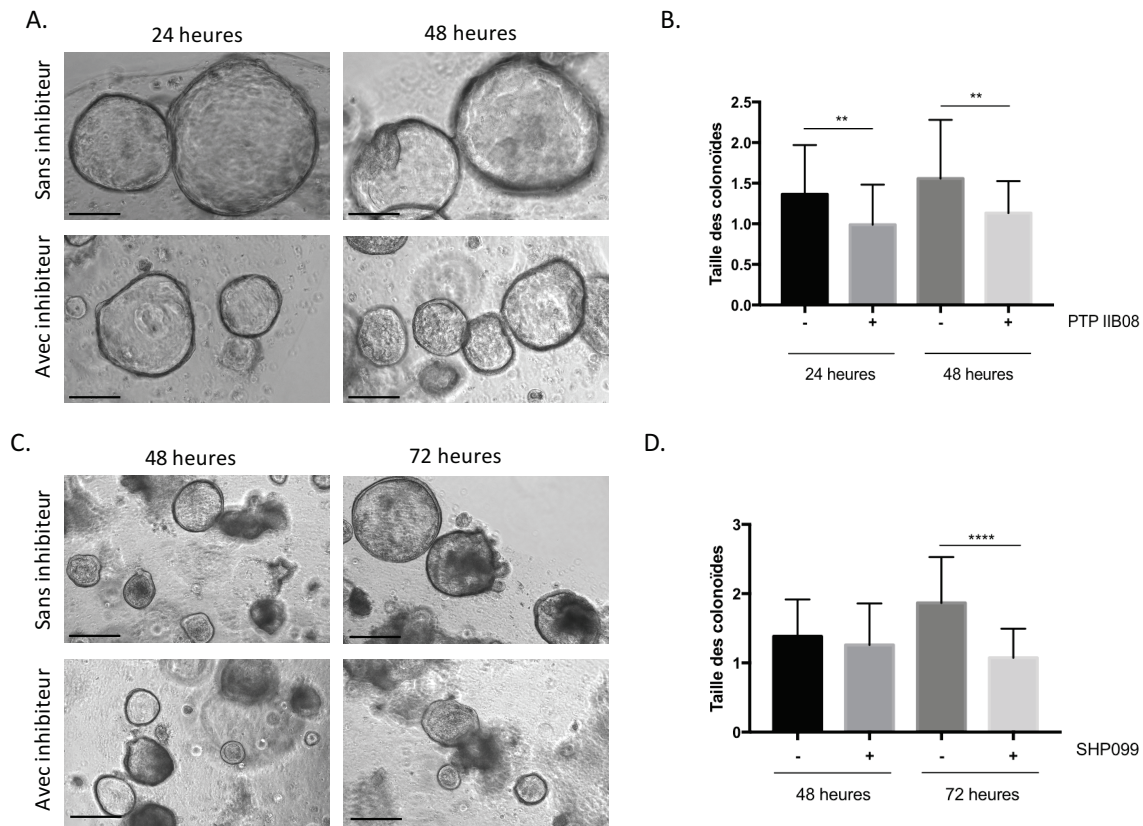 A.
24 heures
48 heures
Sans inhibiteur
Avec inhibiteur
B.
Taille des colonoïdes
2.5
2.0
1.5
1.0
0.5
0.0
**
**
- + - +
PTP IIB08
24 heures
48 heures
C.
48 heures
72 heures
Sans inhibiteur
Avec inhibiteur
D.
Taille des colonoïdes
3
2
1
0
****
- + - +
SHP099
48 heures
72 heures